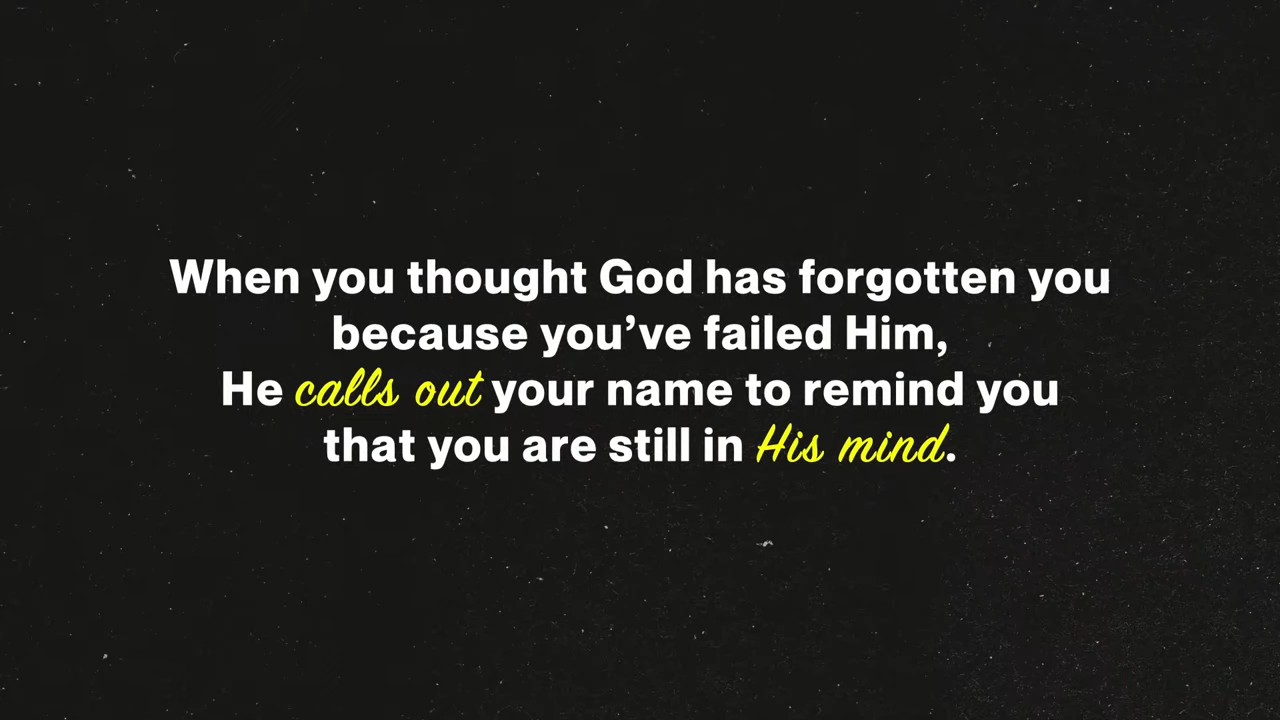 When you thought God has forgotten you
because you’ve failed Him,
He calls out your name to remind you
that you are still in His mind.